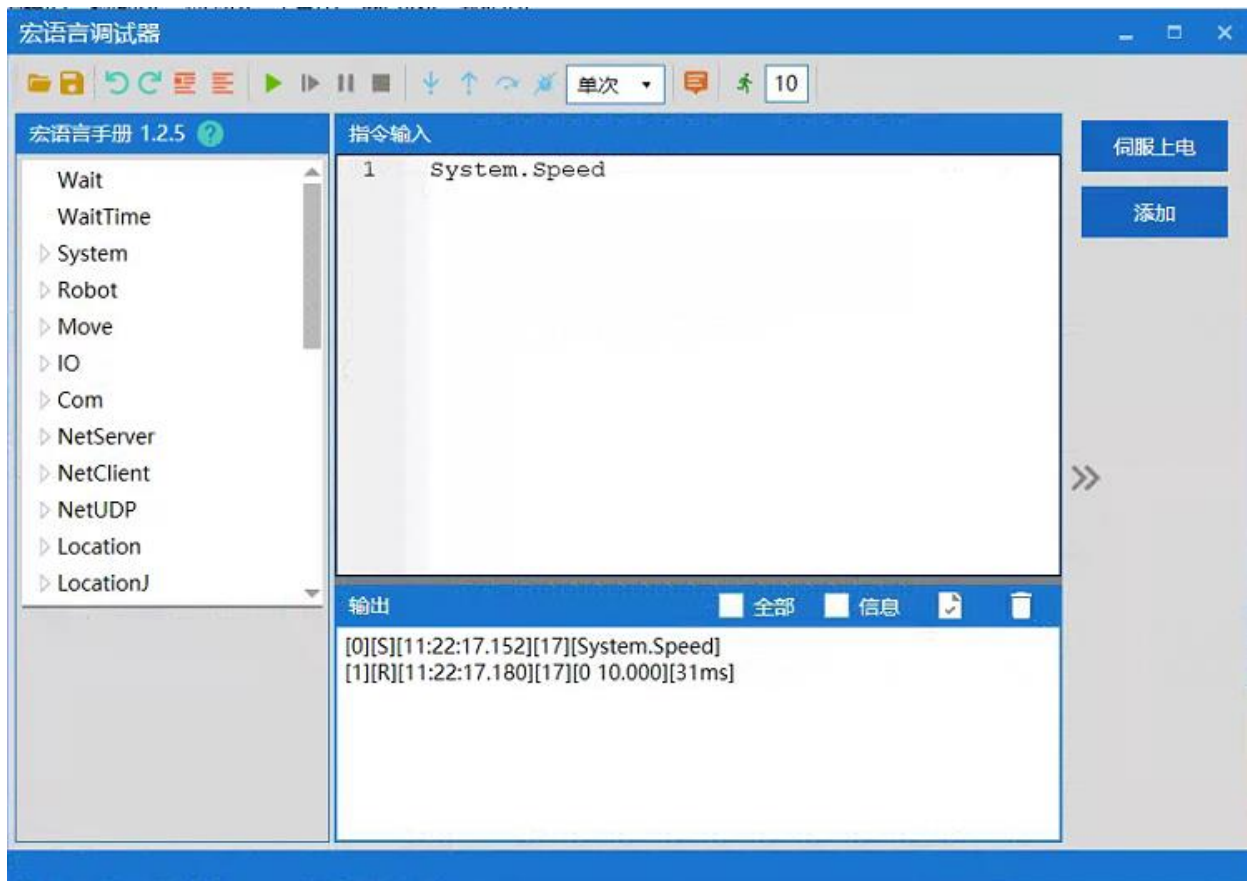 宏语言调试器
单次
10
宏语言手册 1.2.5
Wait
WaitTime
System
Robot
Move
IO
Com
NetServer
NetClient
NetUDP
Location
LocationJ
指令输入
1 System.Speed
输出
全部
信息
[0][S][11:22:17.152][17][System.Speed]
[1][R][11:22:17.180][17][0 10.000][31ms]
伺服上电
添加